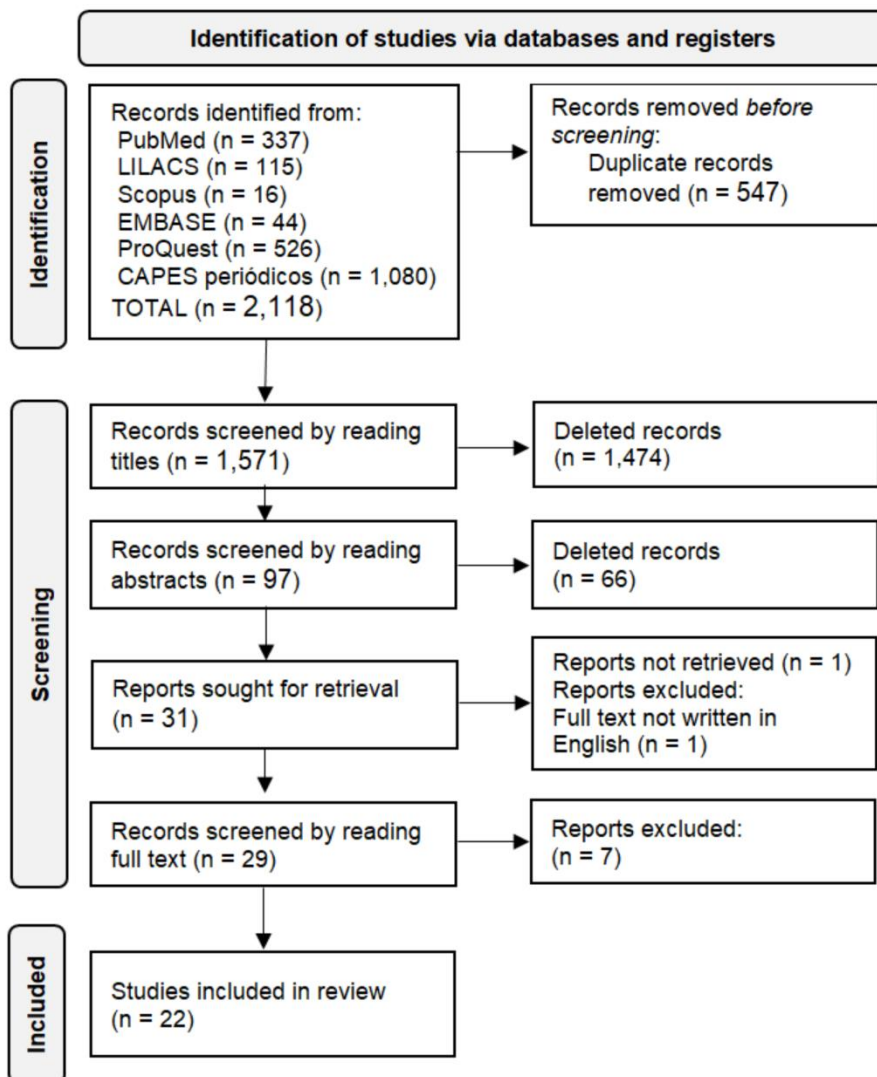 Identification of studies via databases and registers
Identification
Records identified from:
PubMed (n = 337)
LILACS (n = 115)
Scopus (n = 16)
EMBASE (n = 44)
ProQuest (n = 526)
CAPES periódicos (n = 1,080)
TOTAL (n = 2,118)
Records removed before
screening:
Duplicate records
removed (n = 547)
Screening
Records screened by reading
titles (n = 1,571)
Deleted records
(n = 1,474)
Records screened by reading
abstracts (n = 97)
Deleted records
(n = 66)
Reports sought for retrieval
(n = 31)
Reports not retrieved (n = 1)
Reports excluded:
Full text not written in
English (n = 1)
Records screened by reading
full text (n = 29)
Reports excluded:
(n = 7)
Included
Studies included in review
(n = 22)